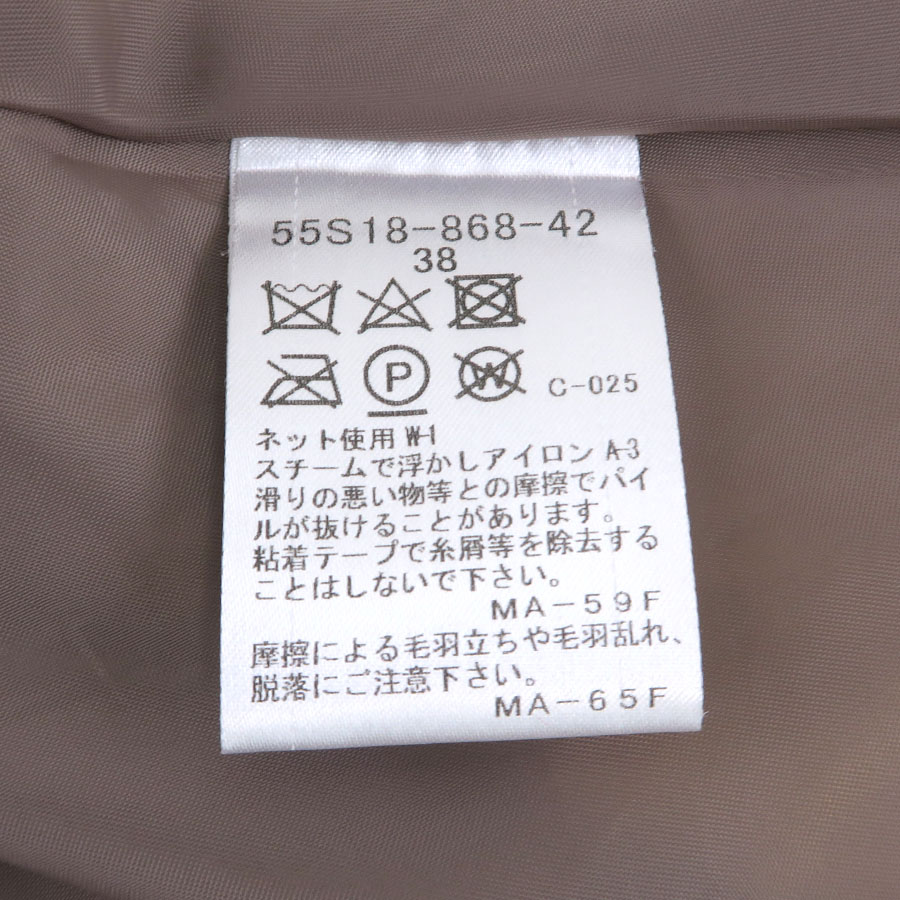 55S18-868-42
38
P
W
C-025
ネット使用 W-1
スチームで浮かしアイロン A-3
滑りの悪い物等との摩擦でパイ
ルが抜けることがあります。
粘着テープで糸屑等を除去する
ことはしないで下さい。
MA-59F
摩擦による毛羽立ちや毛羽乱れ、
脱落にご注意下さい。
MA-65F